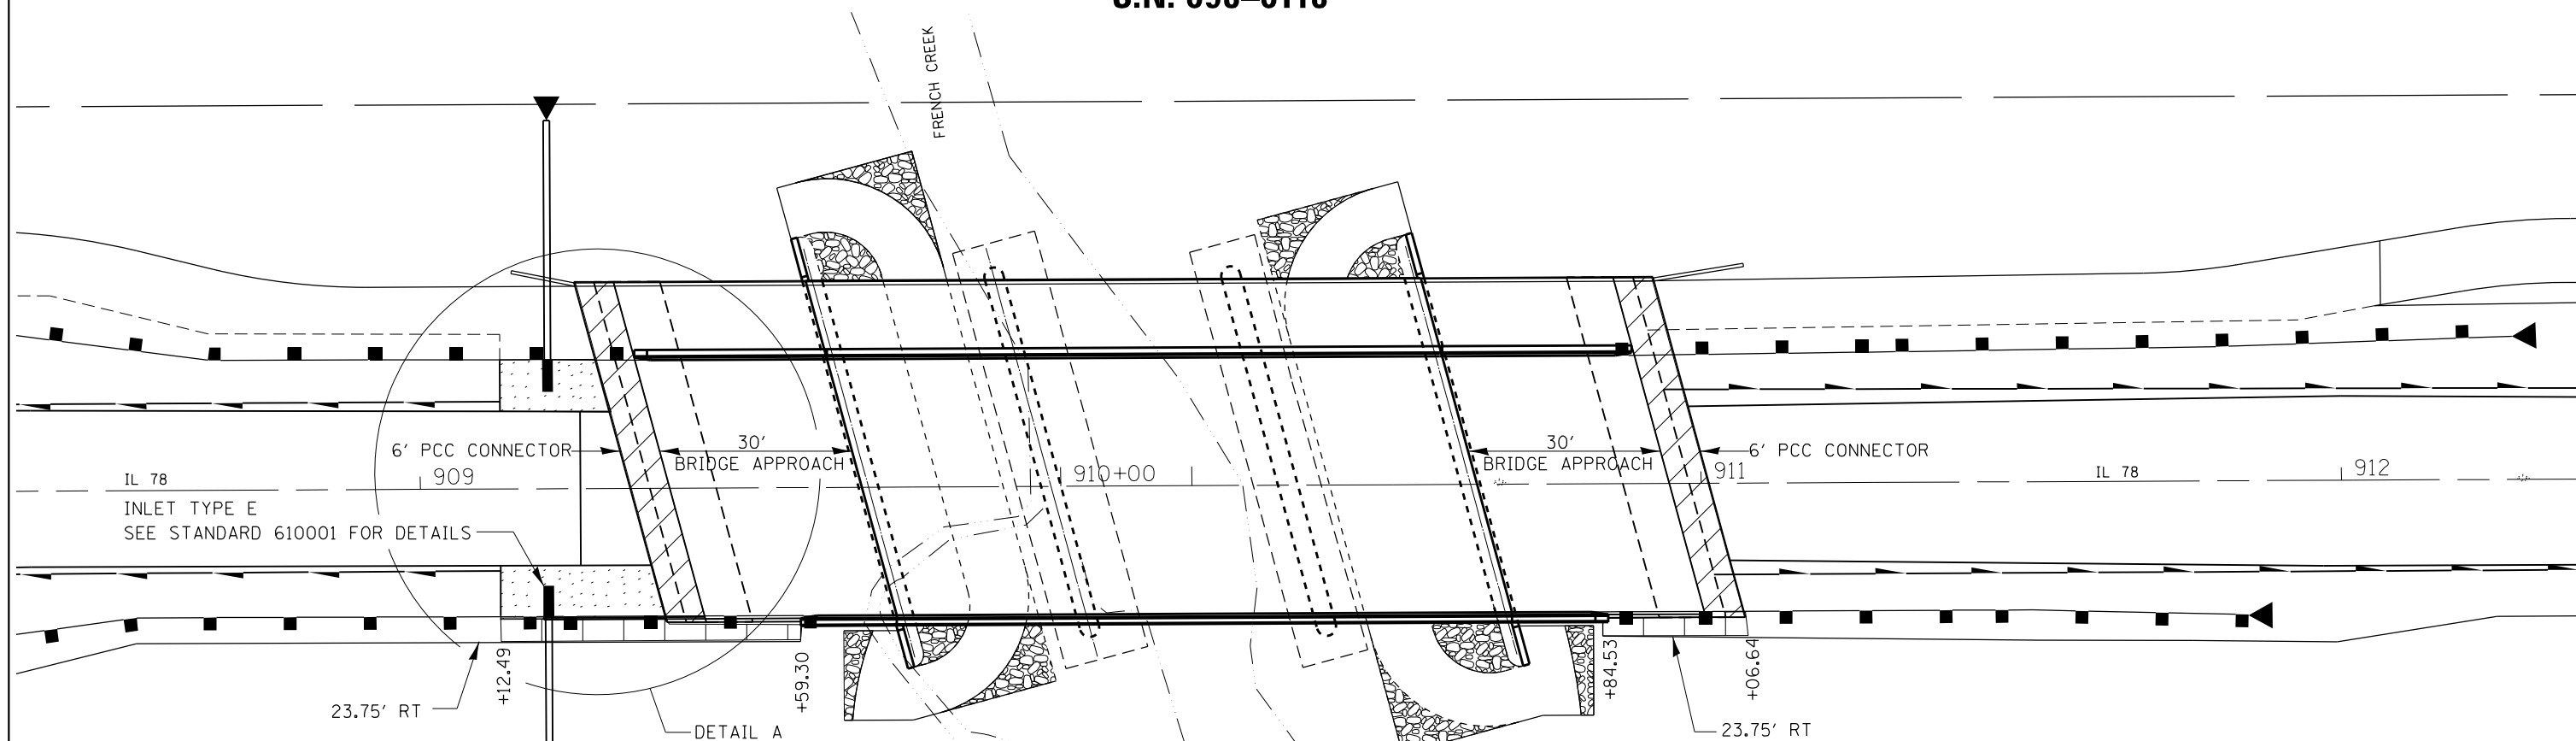 FRENCH CREEK
6' PCC CONNECTOR
30'
BRIDGE APPROACH
30'
BRIDGE APPROACH
6' PCC CONNECTOR
IL 78
909
910+00
911
IL 78
912
INLET TYPE E
SEE STANDARD 610001 FOR DETAILS
+12.49
+59.30
+84.53
+06.64
23.75' RT
DETAIL A
23.75' RT